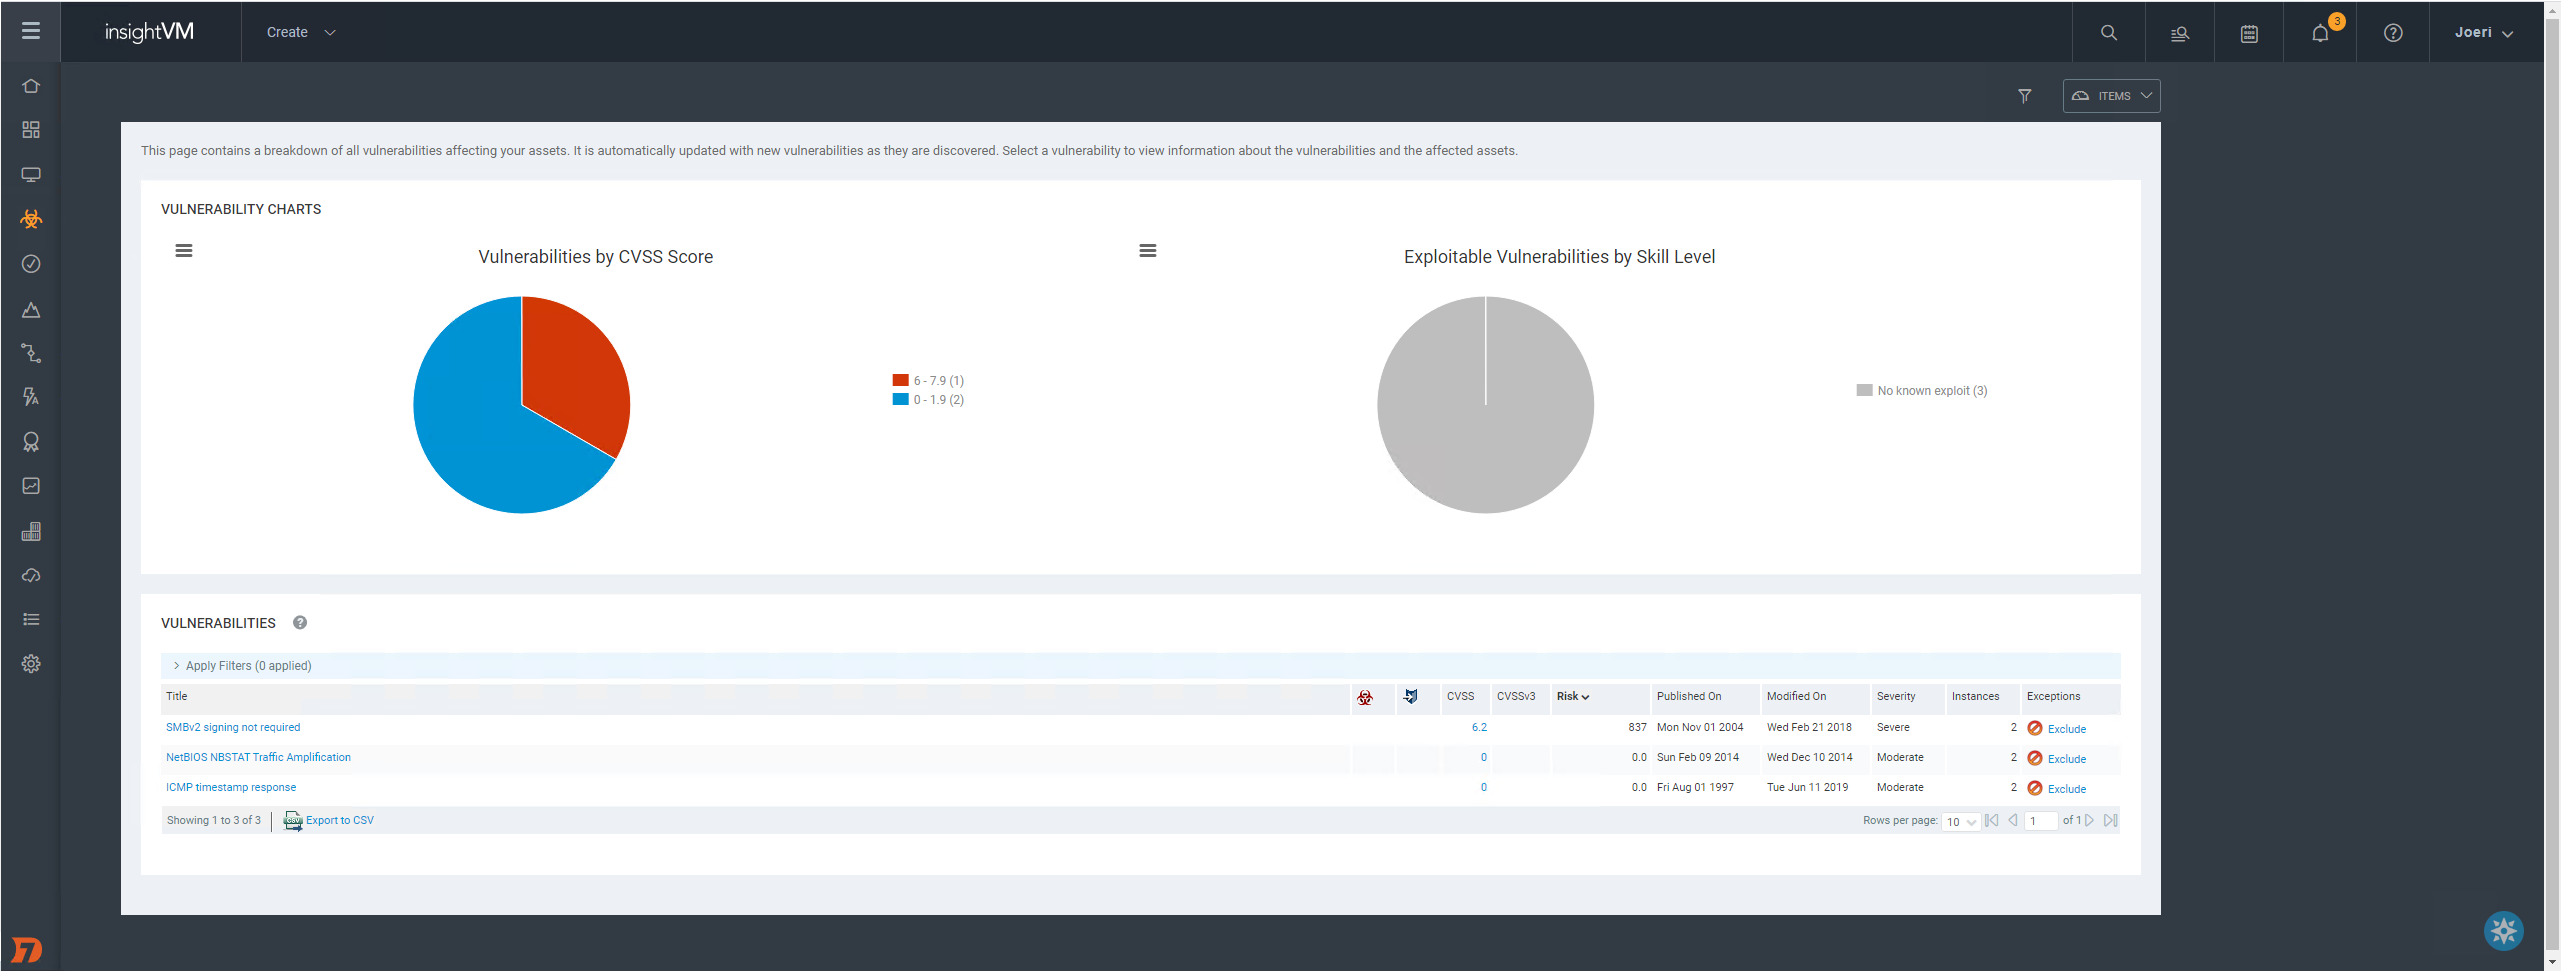 insightVM
Create
3
Joeri
ITEMS
This page contains a breakdown of all vulnerabilities affecting your assets. It is automatically updated with new vulnerabilities as they are discovered. Select a vulnerability to view information about the vulnerabilities and the affected assets.
VULNERABILITY CHARTS
Vulnerabilities by CVSS Score
6 - 7.9 (1)
0 - 1.9 (2)
Exploitable Vulnerabilities by Skill Level
No known exploit (3)
VULNERABILITIES ?
Apply Filters (0 applied)
Title CVSS CVSSv3 Risk Published On Modified On Severity Instances Exceptions
SMBv2 signing not required 6.2 837 Mon Nov 01 2004 Wed Feb 21 2018 Severe 2 Exclude
NetBIOS NBSTAT Traffic Amplification 0 0.0 Sun Feb 09 2014 Wed Dec 10 2014 Moderate 2 Exclude
ICMP timestamp response 0 0.0 Fri Aug 01 1997 Tue Jun 11 2019 Moderate 2 Exclude
Showing 1 to 3 of 3 CSV Export to CSV Rows per page: 10 1 of 1